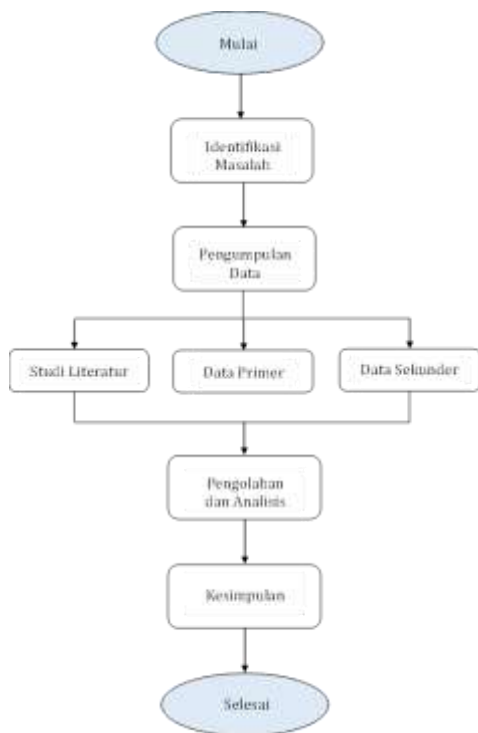 Mulai
Identifikasi
Masalah
Pengumpulan
Data
Studi Literatur
Data Primer
Data Sekunder
Pengolahan
dan Analisis
Kesimpulan
Selesai